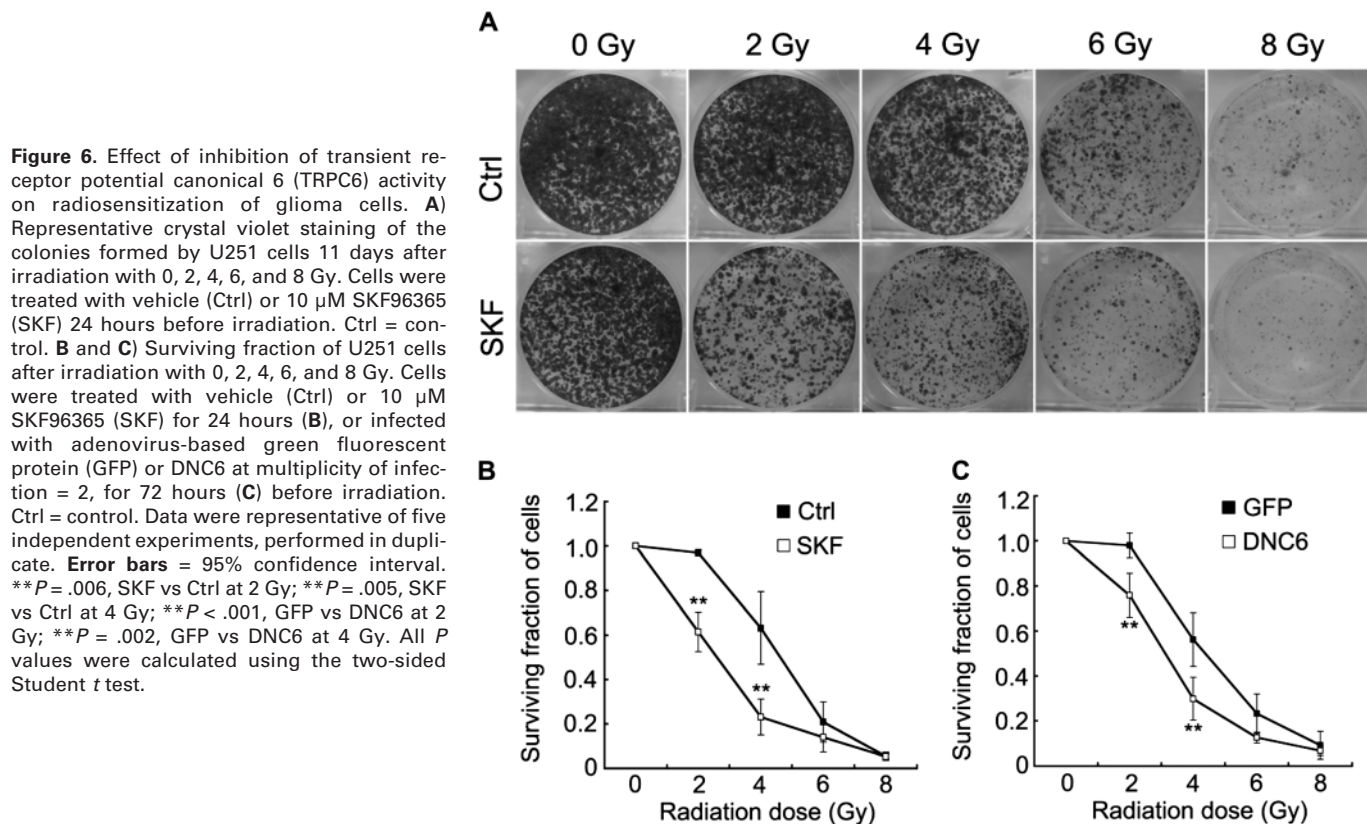 Figure 6. Effect of inhibition of transient re-
ceptor potential canonical 6 (TRPC6) activity
on radiosensitization of glioma cells. A)
Representative crystal violet staining of the
colonies formed by U251 cells 11 days after
irradiation with 0, 2, 4, 6, and 8 Gy. Cells were
treated with vehicle (Ctrl) or 10 µM SKF96365
(SKF) 24 hours before irradiation. Ctrl = con-
trol. B and C) Surviving fraction of U251 cells
after irradiation with 0, 2, 4, 6, and 8 Gy. Cells
were treated with vehicle (Ctrl) or 10 µM
SKF96365 (SKF) for 24 hours (B), or infected
with adenovirus-based green fluorescent
protein (GFP) or DNC6 at multiplicity of infec-
tion = 2, for 72 hours (C) before irradiation.
Ctrl = control. Data were representative of five
independent experiments, performed in dupli-
cate. Error bars = 95% confidence interval.
**P = .006, SKF vs Ctrl at 2 Gy; **P = .005, SKF
vs Ctrl at 4 Gy; **P < .001, GFP vs DNC6 at 2
Gy; **P = .002, GFP vs DNC6 at 4 Gy. All P
values were calculated using the two-sided
Student t test.
A
0 Gy 2 Gy 4 Gy 6 Gy 8 Gy
Ctrl
SKF
B
Surviving fraction of cells
1.2
1.0
0.8
0.6
0.4
0.2
0
Ctrl
SKF
**
**
0 2 4 6 8
Radiation dose (Gy)
C
Surviving fraction of cells
1.2
1.0
0.8
0.6
0.4
0.2
0
GFP
DNC6
**
**
0 2 4 6 8
Radiation dose (Gy)